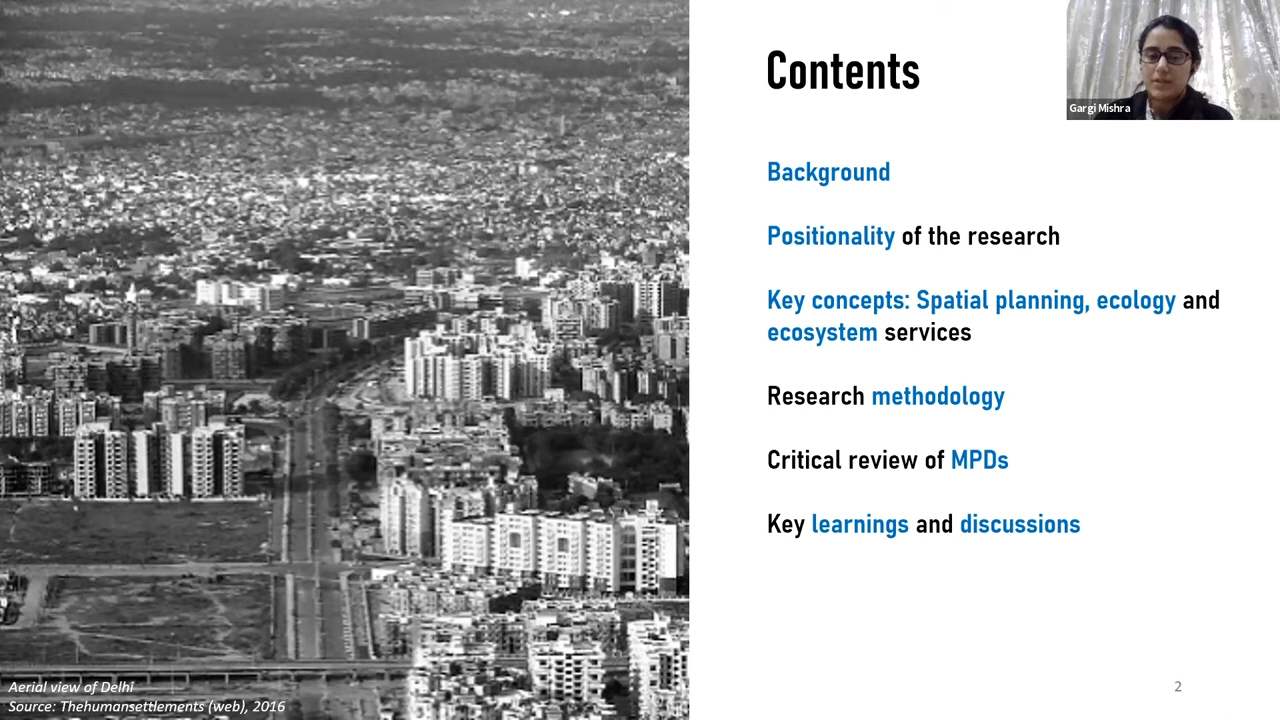 Contents
Gargi Mishra
Background
Positionality of the research
Key concepts: Spatial planning, ecology and
ecosystem services
Research methodology
Critical review of MPDs
Key learnings and discussions
Aerial view of Delhi
Source: Thehumansettlements (web), 2016
2